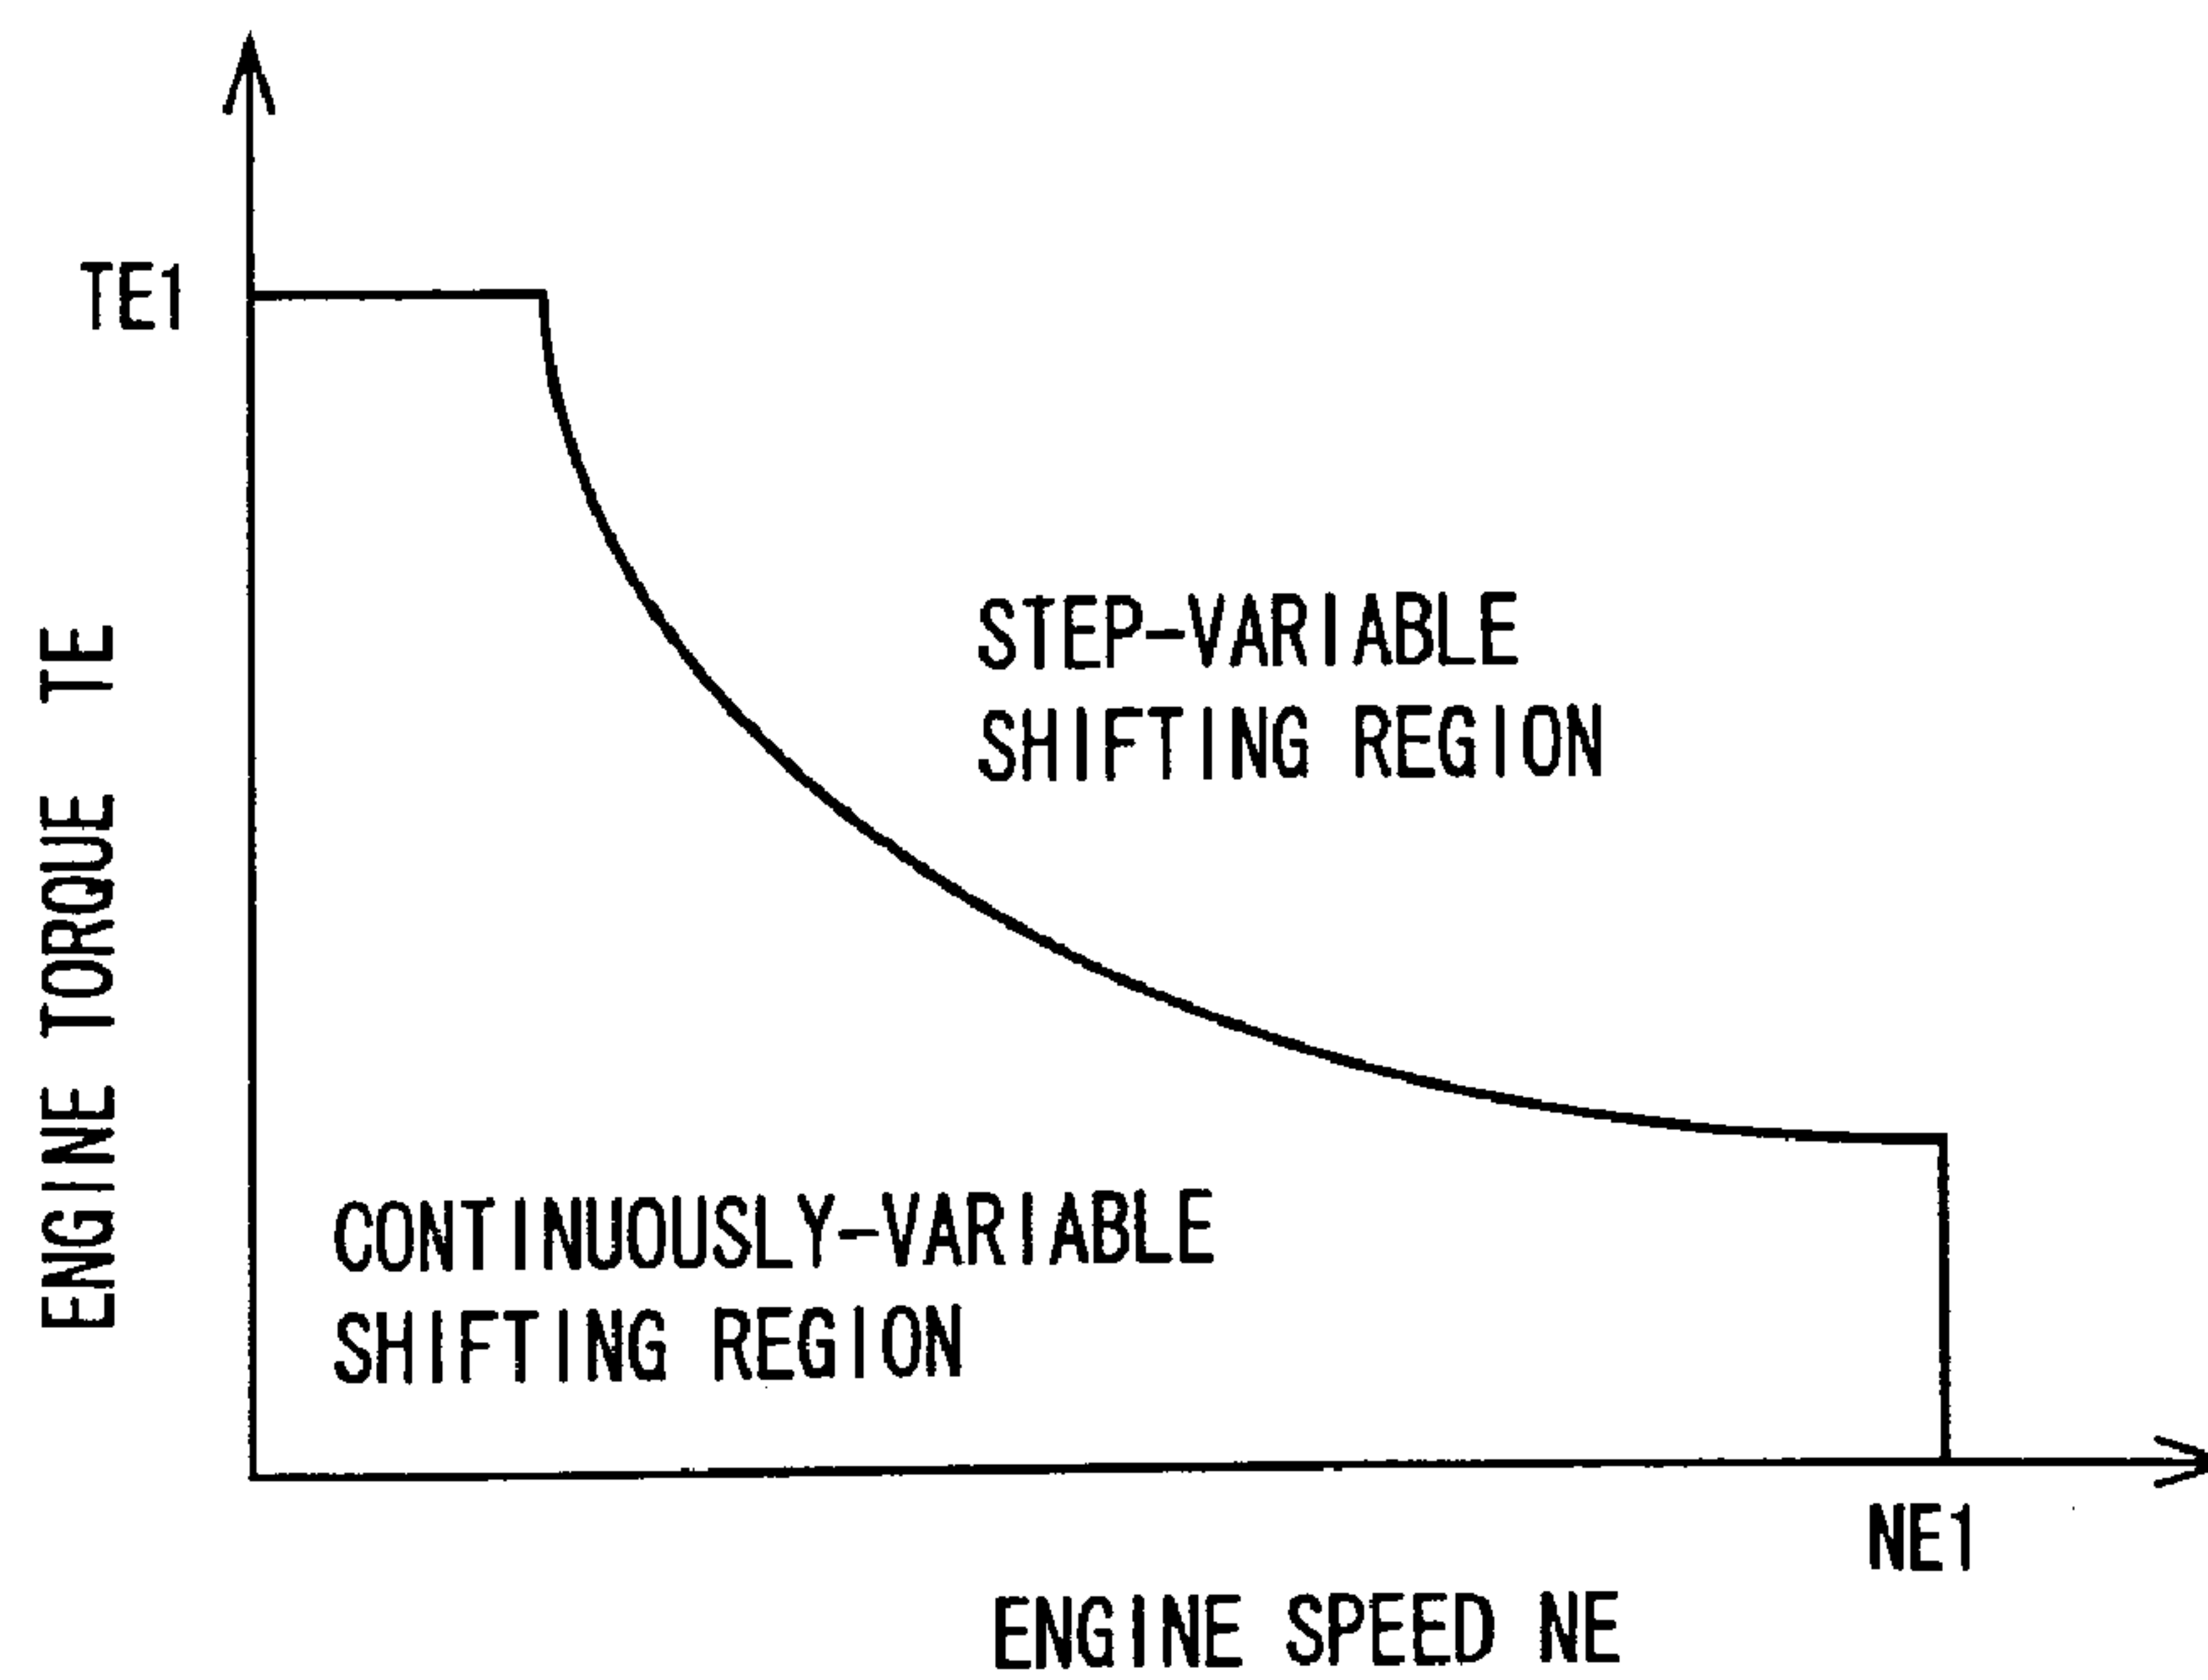 TE1
ENGINE TORQUE TE
STEP-VARIABLE
SHIFTING REGION
CONTINUOUSLY-VARIABLE
SHIFTING REGION
NE1
ENGINE SPEED NE